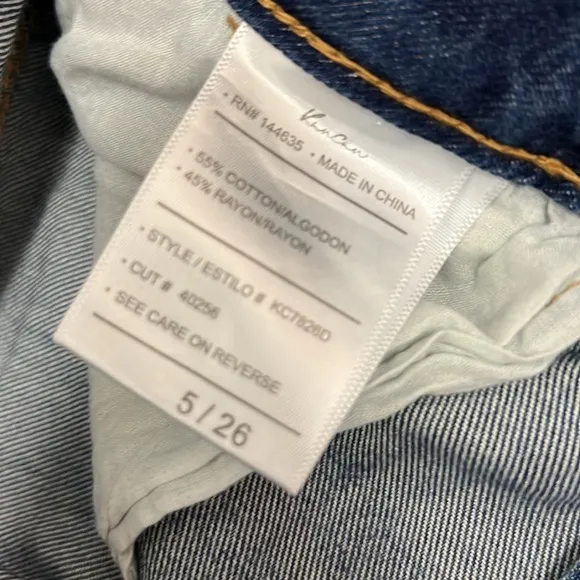 KanCan
• RN# 144635 • MADE IN CHINA
• 55% COTTON/ALGODON
• 45% RAYON/RAYON
• STYLE / ESTILO # KC7826D
• CUT # 40256
• SEE CARE ON REVERSE
5 / 26